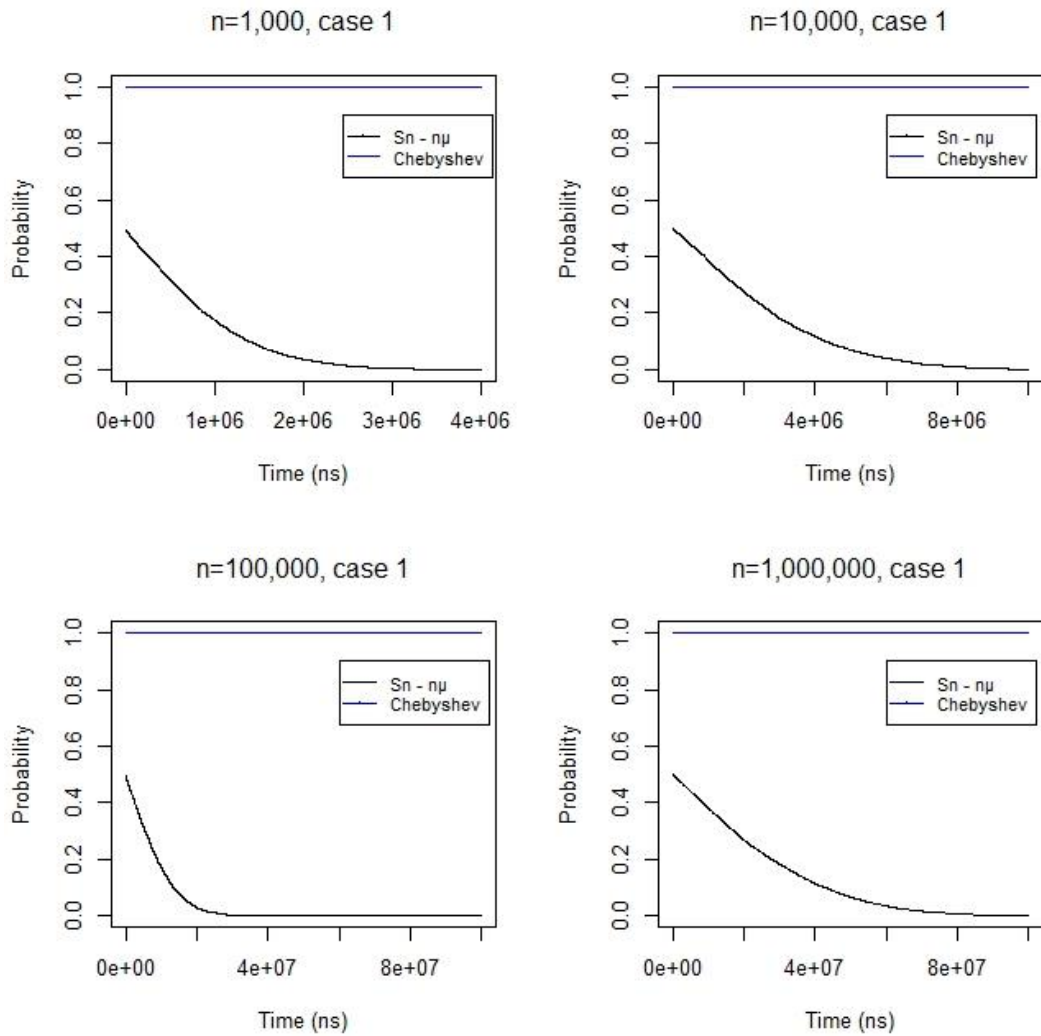 n=1,000, case 1
Probability
0.0 0.2 0.4 0.6 0.8 1.0
Sn - nμ
Chebyshev
0e+00 1e+06 2e+06 3e+06 4e+06
Time (ns)
n=10,000, case 1
Probability
0.0 0.2 0.4 0.6 0.8 1.0
Sn - nμ
Chebyshev
0e+00 4e+06 8e+06
Time (ns)
n=100,000, case 1
Probability
0.0 0.2 0.4 0.6 0.8 1.0
Sn - nμ
Chebyshev
0e+00 4e+07 8e+07
Time (ns)
n=1,000,000, case 1
Probability
0.0 0.2 0.4 0.6 0.8 1.0
Sn - nμ
Chebyshev
0e+00 4e+07 8e+07
Time (ns)